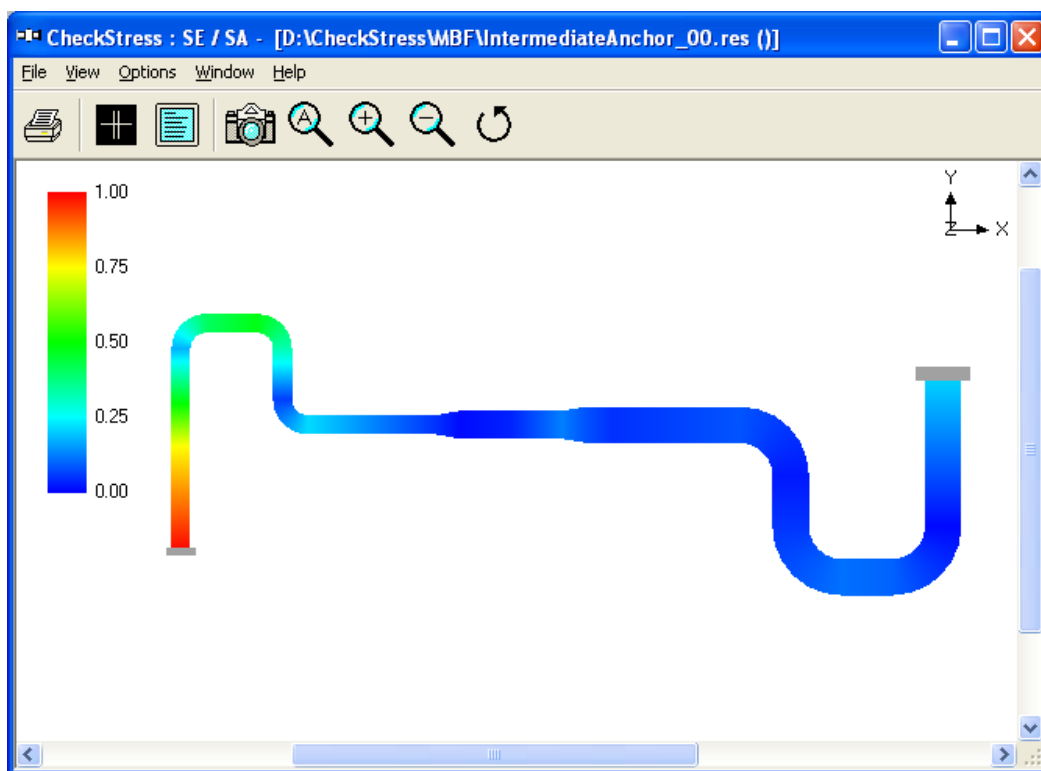 CheckStress : SE / SA - [D:\CheckStress\MBF\IntermediateAnchor_00.res ()]
File View Options Window Help
A
1.00
0.75
0.50
0.25
0.00
Y
Z X